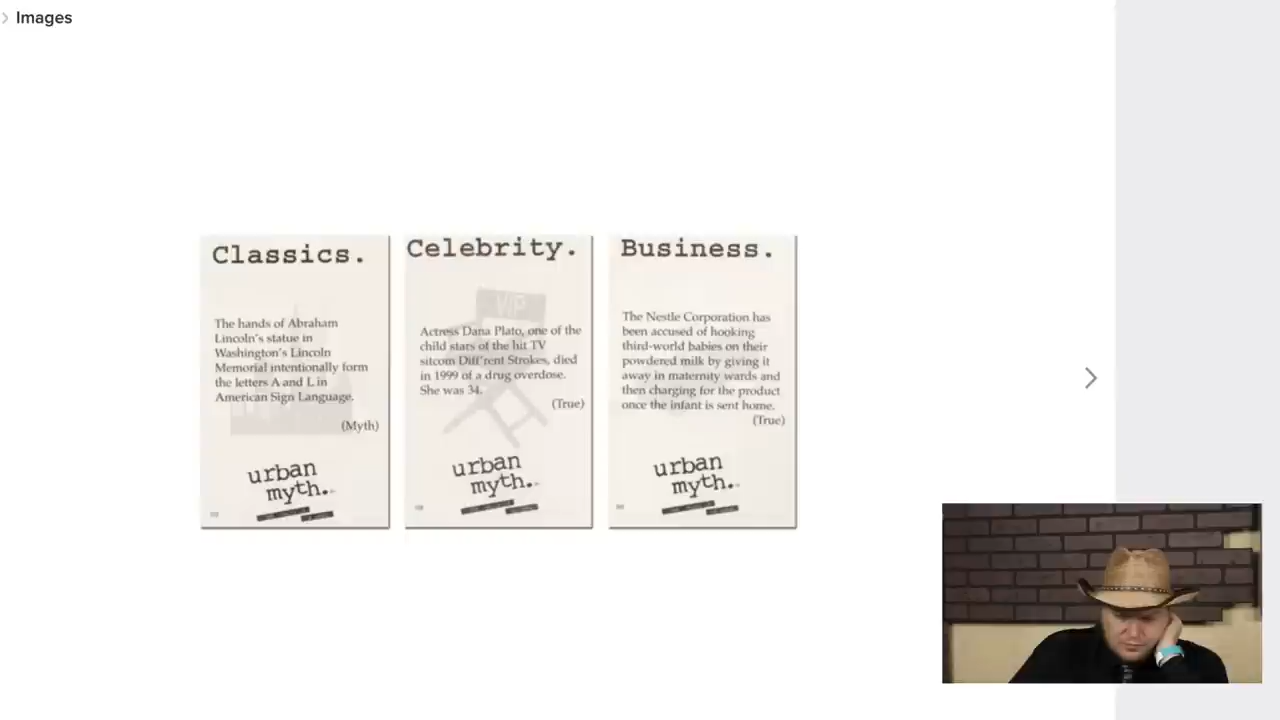 Images
Classics.
The hands of Abraham
Lincoln's statue in
Washington's Lincoln
Memorial intentionally form
the letters A and L in
American Sign Language.
(Myth)
urban
myth.
Celebrity.
VIP
Actress Dana Plato, one of the
child stars of the hit TV
sitcom Diff'rent Strokes, died
in 1999 of a drug overdose.
She was 34.
(True)
urban
myth.
Business.
The Nestle Corporation has
been accused of hooking
third-world babies on their
powdered milk by giving it
away in maternity wards and
then charging for the product
once the infant is sent home.
(True)
urban
myth.